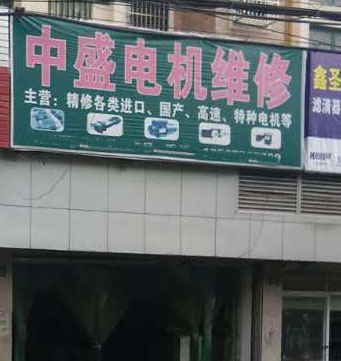 中盛电机维修
主营：精修各类进口、国产、高速、特种电机等
鑫圣
滤清器